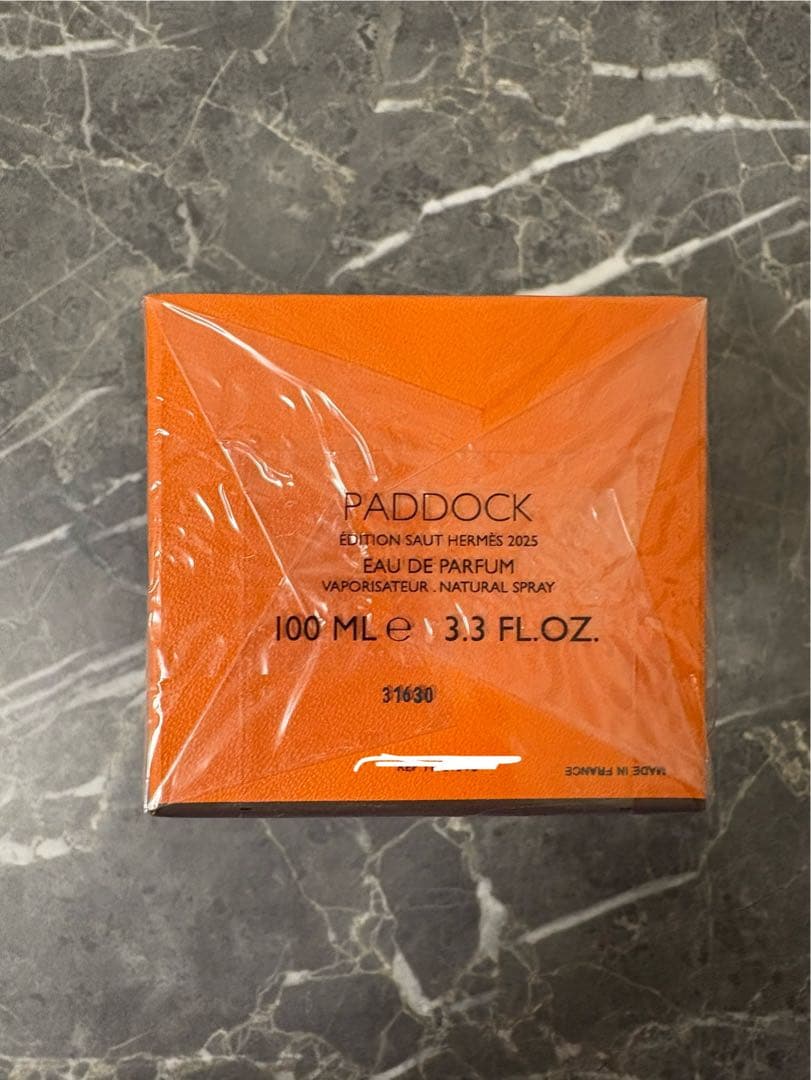 PADDOCK
ÉDITION SAUT HERMÈS 2025
EAU DE PARFUM
VAPORISATEUR . NATURAL SPRAY
100 ML ℮ 3.3 FL.OZ.
31630
MADE IN FRANCE